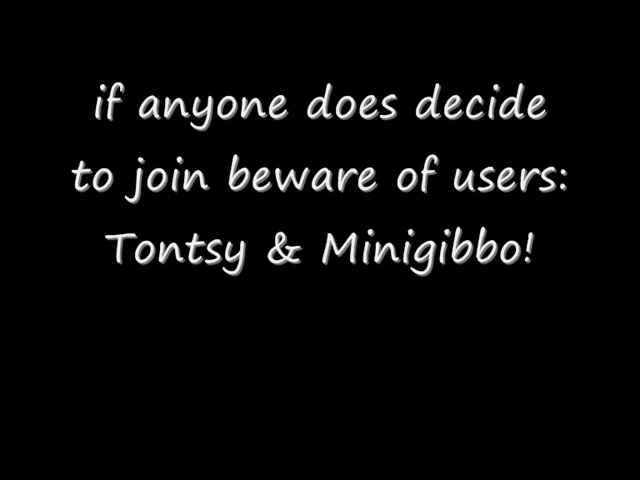 if anyone does decide
to join beware of users:
Tontsy & Minigibbo!